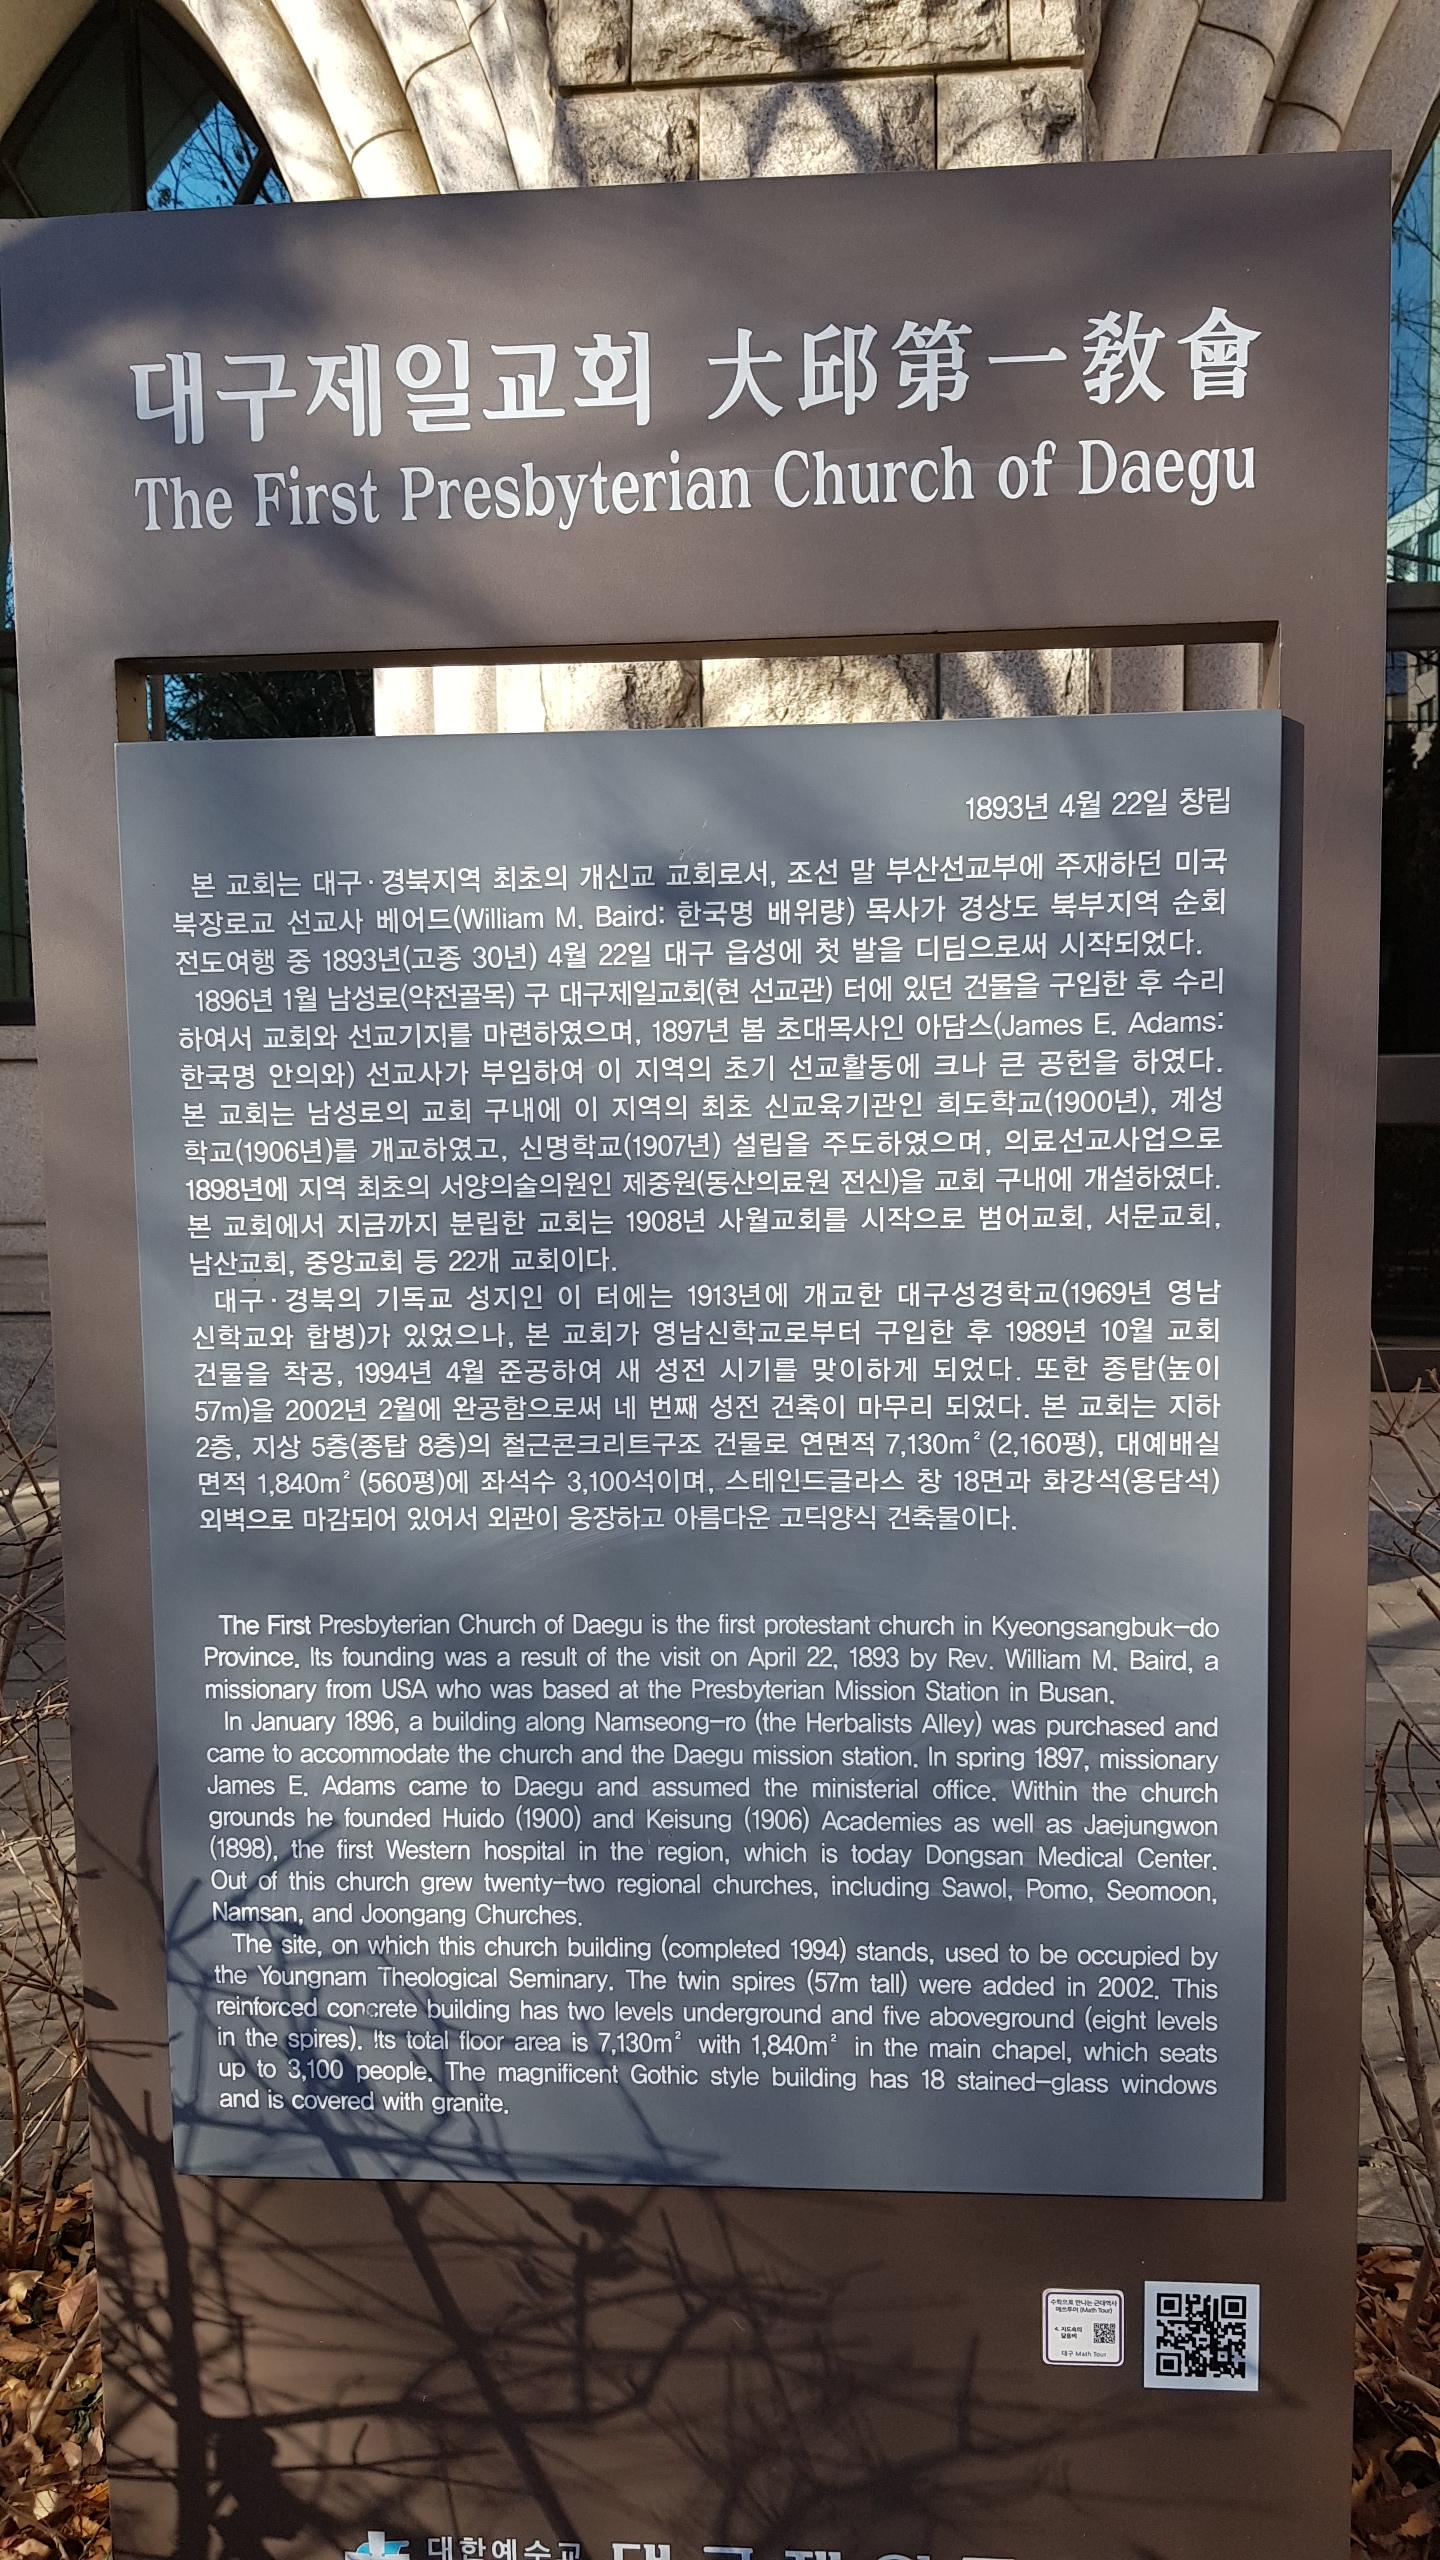 대구제일교회 大邱第一敎會
The First Presbyterian Church of Daegu
1893년 4월 22일 창립
본 교회는 대구·경북지역 최초의 개신교 교회로서, 조선 말 부산선교부에 주재하던 미국
북장로교 선교사 베어드(William M. Baird: 한국명 배위량) 목사가 경상도 북부지역 순회
전도여행 중 1893년(고종 30년) 4월 22일 대구 읍성에 첫 발을 디딤으로써 시작되었다.
1896년 1월 남성로(약전골목) 구 대구제일교회(현 선교관) 터에 있던 건물을 구입한 후 수리
하여서 교회와 선교기지를 마련하였으며, 1897년 봄 초대목사인 아담스(James E. Adams:
한국명 안의와) 선교사가 부임하여 이 지역의 초기 선교활동에 크나 큰 공헌을 하였다.
본 교회는 남성로의 교회 구내에 이 지역의 최초 신교육기관인 희도학교(1900년), 계성
학교(1906년)를 개교하였고, 신명학교(1907년) 설립을 주도하였으며, 의료선교사업으로
1898년에 지역 최초의 서양의술의원인 제중원(동산의료원 전신)을 교회 구내에 개설하였다.
본 교회에서 지금까지 분립한 교회는 1908년 사월교회를 시작으로 범어교회, 서문교회,
남산교회, 중앙교회 등 22개 교회이다.
대구·경북의 기독교 성지인 이 터에는 1913년에 개교한 대구성경학교(1969년 영남
신학교와 합병)가 있었으나, 본 교회가 영남신학교로부터 구입한 후 1989년 10월 교회
건물을 착공, 1994년 4월 준공하여 새 성전 시기를 맞이하게 되었다. 또한 종탑(높이
57m)을 2002년 2월에 완공함으로써 네 번째 성전 건축이 마무리 되었다. 본 교회는 지하
2층, 지상 5층(종탑 8층)의 철근콘크리트구조 건물로 연면적 7,130m² (2,160평), 대예배실
면적 1,840m² (560평)에 좌석수 3,100석이며, 스테인드글라스 창 18면과 화강석(용담석)
외벽으로 마감되어 있어서 외관이 웅장하고 아름다운 고딕양식 건축물이다.
The First Presbyterian Church of Daegu is the first protestant church in Kyeongsangbuk-do
Province. Its founding was a result of the visit on April 22, 1893 by Rev. William M. Baird, a
missionary from USA who was based at the Presbyterian Mission Station in Busan.
In January 1896, a building along Namseong-ro (the Herbalists Alley) was purchased and
came to accommodate the church and the Daegu mission station. In spring 1897, missionary
James E. Adams came to Daegu and assumed the ministerial office. Within the church
grounds he founded Huido (1900) and Keisung (1906) Academies as well as Jaejungwon
(1898), the first Western hospital in the region, which is today Dongsan Medical Center.
Out of this church grew twenty-two regional churches, including Sawol, Pomo, Seomoon,
Namsan, and Joongang Churches.
The site, on which this church building (completed 1994) stands, used to be occupied by
the Youngnam Theological Seminary. The twin spires (57m tall) were added in 2002. This
reinforced concrete building has two levels underground and five aboveground (eight levels
in the spires). Its total floor area is 7,130m² with 1,840m² in the main chapel, which seats
up to 3,100 people. The magnificent Gothic style building has 18 stained-glass windows
and is covered with granite.
수학으로 만나는 근대역사
메쓰투어 (Math Tour)
4. 지도속의
대구 Math Tour
대한예수교